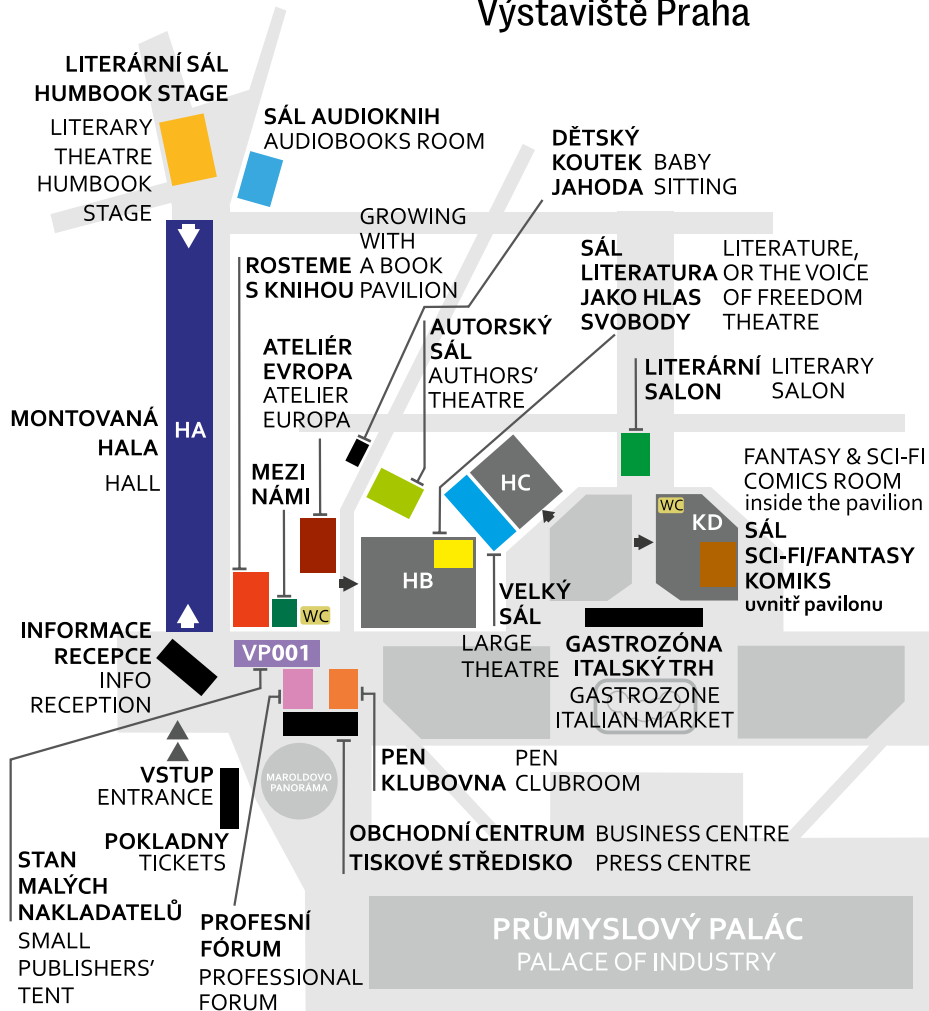 Výstaviště Praha
LITERÁRNÍ SÁL
HUMBOOK STAGE
LITERARY
THEATRE
HUMBOOK
STAGE
SÁL AUDIOKNIH
AUDIOBOOKS ROOM
DĚTSKÝ
KOUTEK
JAHODA
BABY
SITTING
ROSTEME
S KNIHOU
GROWING
WITH
A BOOK
PAVILION
SÁL
LITERATURA
JAKO HLAS
SVOBODY
LITERATURE,
OR THE VOICE
OF FREEDOM
THEATRE
AUTORSKÝ
SÁL
AUTHORS'
THEATRE
ATELIÉR
EVROPA
ATELIER
EUROPA
LITERÁRNÍ
SALON
LITERARY
SALON
MONTOVANÁ
HALA
HALL
HA
MEZI
NÁMI
HC
FANTASY & SCI-FI
COMICS ROOM
inside the pavilion
SÁL
SCI-FI/FANTASY
KOMIKS
uvnitř pavilonu
WC
KD
HB
WC
VELKÝ
SÁL
LARGE
THEATRE
GASTROZÓNA
ITALSKÝ TRH
GASTROZONE
ITALIAN MARKET
INFORMACE
RECEPCE
INFO
RECEPTION
VP001
VSTUP
ENTRANCE
MAROLDOVO
PANORÁMA
PEN
KLUBOVNA
PEN
CLUBROOM
POKLADNY
TICKETS
OBCHODNÍ CENTRUM BUSINESS CENTRE
TISKOVÉ STŘEDISKO PRESS CENTRE
STAN
MALÝCH
NAKLADATELŮ
SMALL
PUBLISHERS'
TENT
PROFESNÍ
FÓRUM
PROFESSIONAL
FORUM
PRŮMYSLOVÝ PALÁC
PALACE OF INDUSTRY